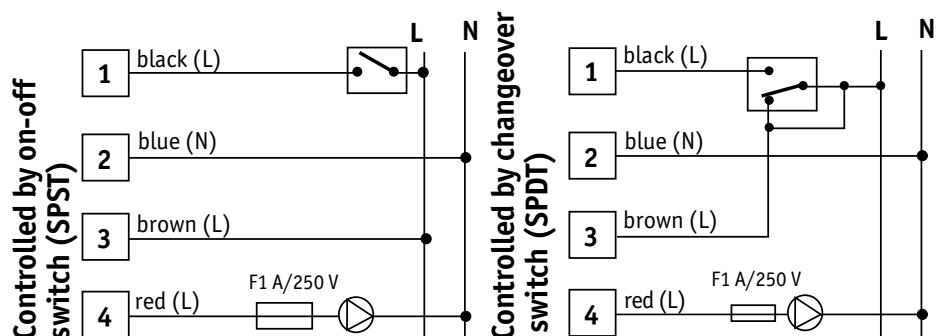 Controlled by on-off
switch (SPST)
L N
1 black (L)
2 blue (N)
3 brown (L)
F1 A/250 V
4 red (L)
Controlled by changeover
switch (SPDT)
L N
1 black (L)
2 blue (N)
3 brown (L)
F1 A/250 V
4 red (L)